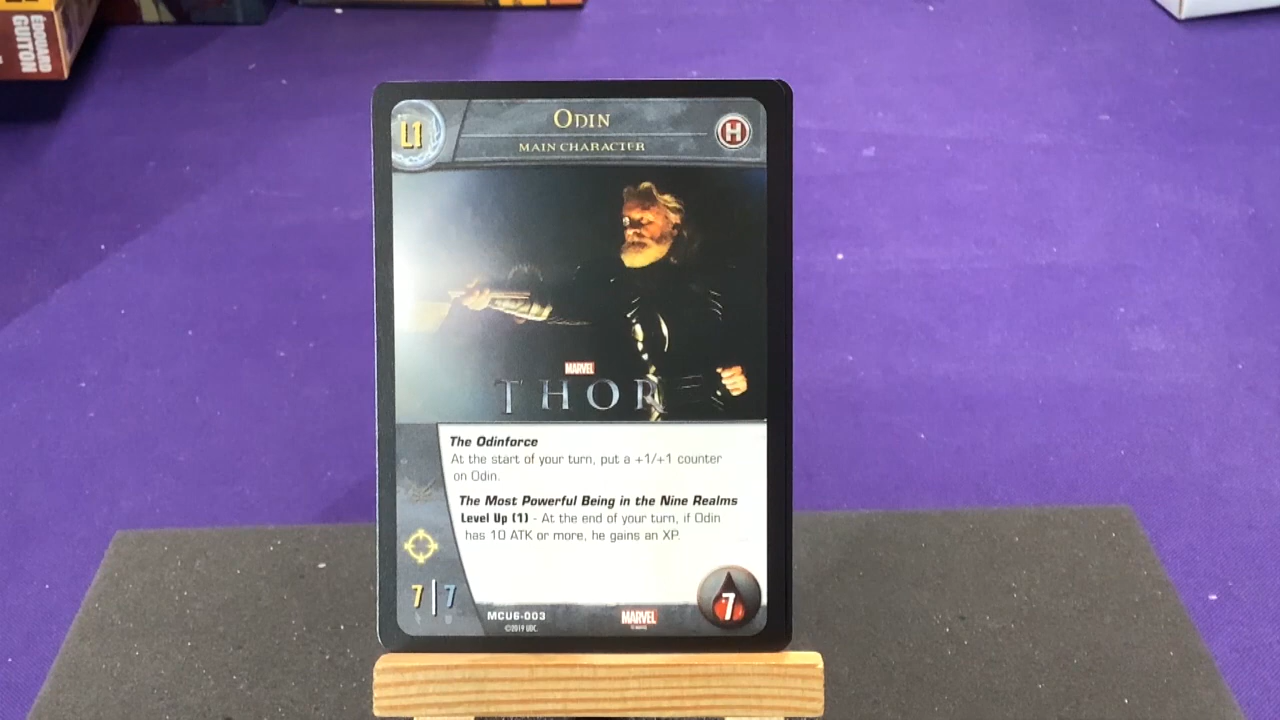 ÉDOUARD
GUITON
L1
ODIN
H
MAIN CHARACTER
MARVEL
THOR
The Odinforce
At the start of your turn, put a +1/+1 counter
on Odin.
The Most Powerful Being in the Nine Realms
Level Up (1) - At the end of your turn, if Odin
has 10 ATK or more, he gains an XP.
7 7
7
MCU6-003
MARVEL
©2019 UDC.